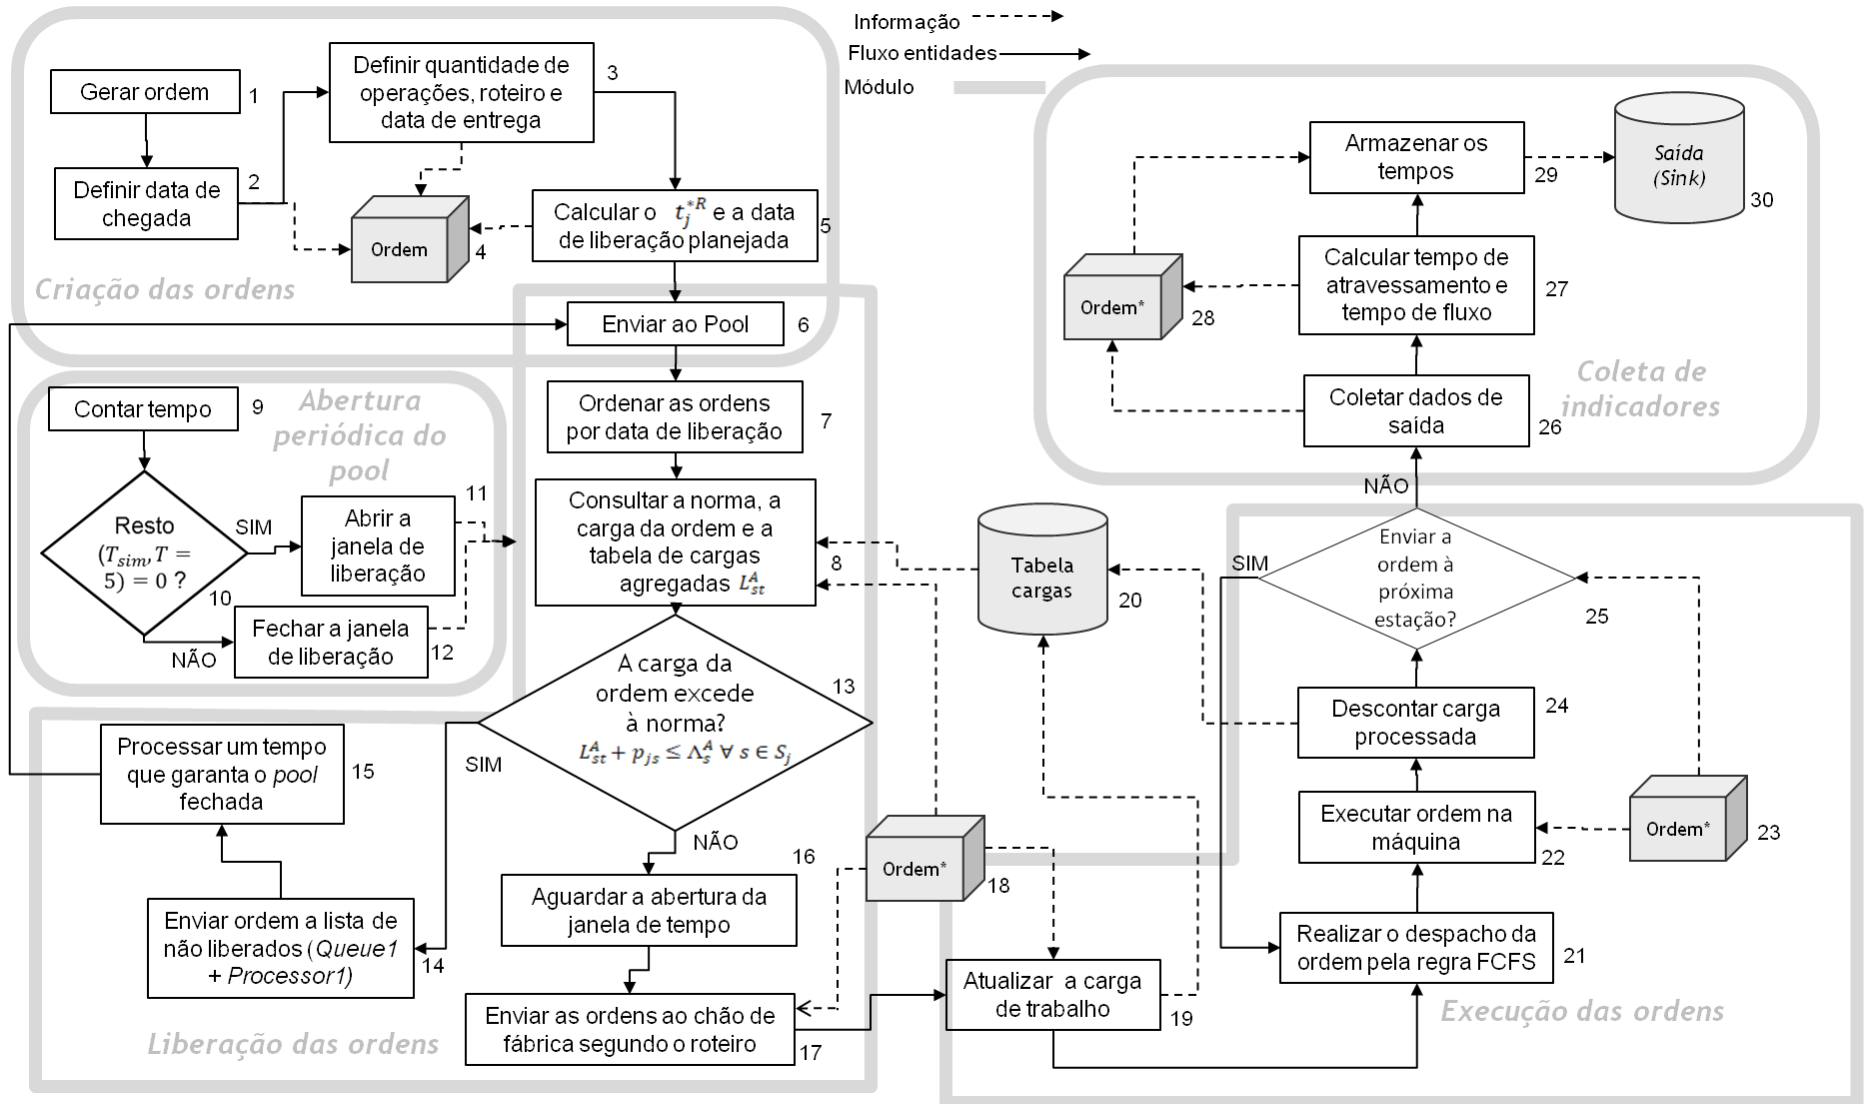 Informação
Fluxo entidades
Módulo
Gerar ordem
1
Definir data de
chegada
2
Definir quantidade de
operações, roteiro e
data de entrega
3
Ordem
4
Calcular o t_j^{*R} e a data
de liberação planejada
5
Criação das ordens
Enviar ao Pool
6
Ordenar as ordens
por data de liberação
7
Consultar a norma, a
carga da ordem e a
tabela de cargas
agregadas L_{st}^A
8
Contar tempo
9
Abertura
periódica do
pool
Resto
(T_{sim}, T =
5) = 0 ?
10
SIM
NÃO
Abrir a
janela de
liberação
11
Fechar a janela
de liberação
12
A carga da
ordem excede
à norma?
L_{st}^A + p_{js} ≤ Λ_s^A ∀ s ∈ S_j
13
SIM
NÃO
Enviar ordem a lista de
não liberados (Queue1
+ Processor1)
14
Processar um tempo
que garanta o pool
fechada
15
Aguardar a abertura da
janela de tempo
16
Enviar as ordens ao chão de
fábrica segundo o roteiro
17
Liberação das ordens
Ordem*
18
Atualizar a carga
de trabalho
19
Tabela
cargas
20
Realizar o despacho da
ordem pela regra FCFS
21
Executar ordem na
máquina
22
Ordem*
23
Descontar carga
processada
24
Enviar a
ordem à
próxima
estação?
25
SIM
NÃO
Execução das ordens
Coletar dados de
saída
26
Calcular tempo de
atravessamento e
tempo de fluxo
27
Ordem*
28
Armazenar os
tempos
29
Saída
(Sink)
30
Coleta de
indicadores